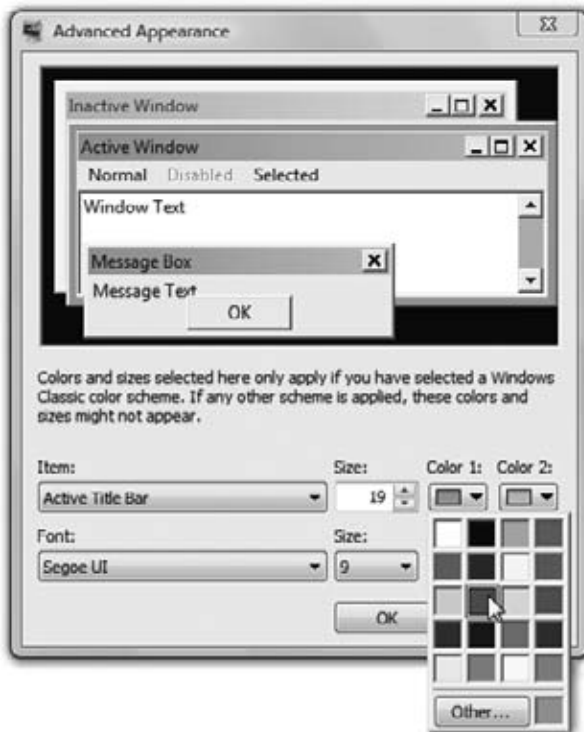 Advanced Appearance
Inactive Window
Active Window
Normal Disabled Selected
Window Text
Message Box
Message Text
OK
Colors and sizes selected here only apply if you have selected a Windows
Classic color scheme. If any other scheme is applied, these colors and
sizes might not appear.
Item: Size: Color 1: Color 2:
Active Title Bar 19
Font: Size:
Segoe UI 9
OK
Other...